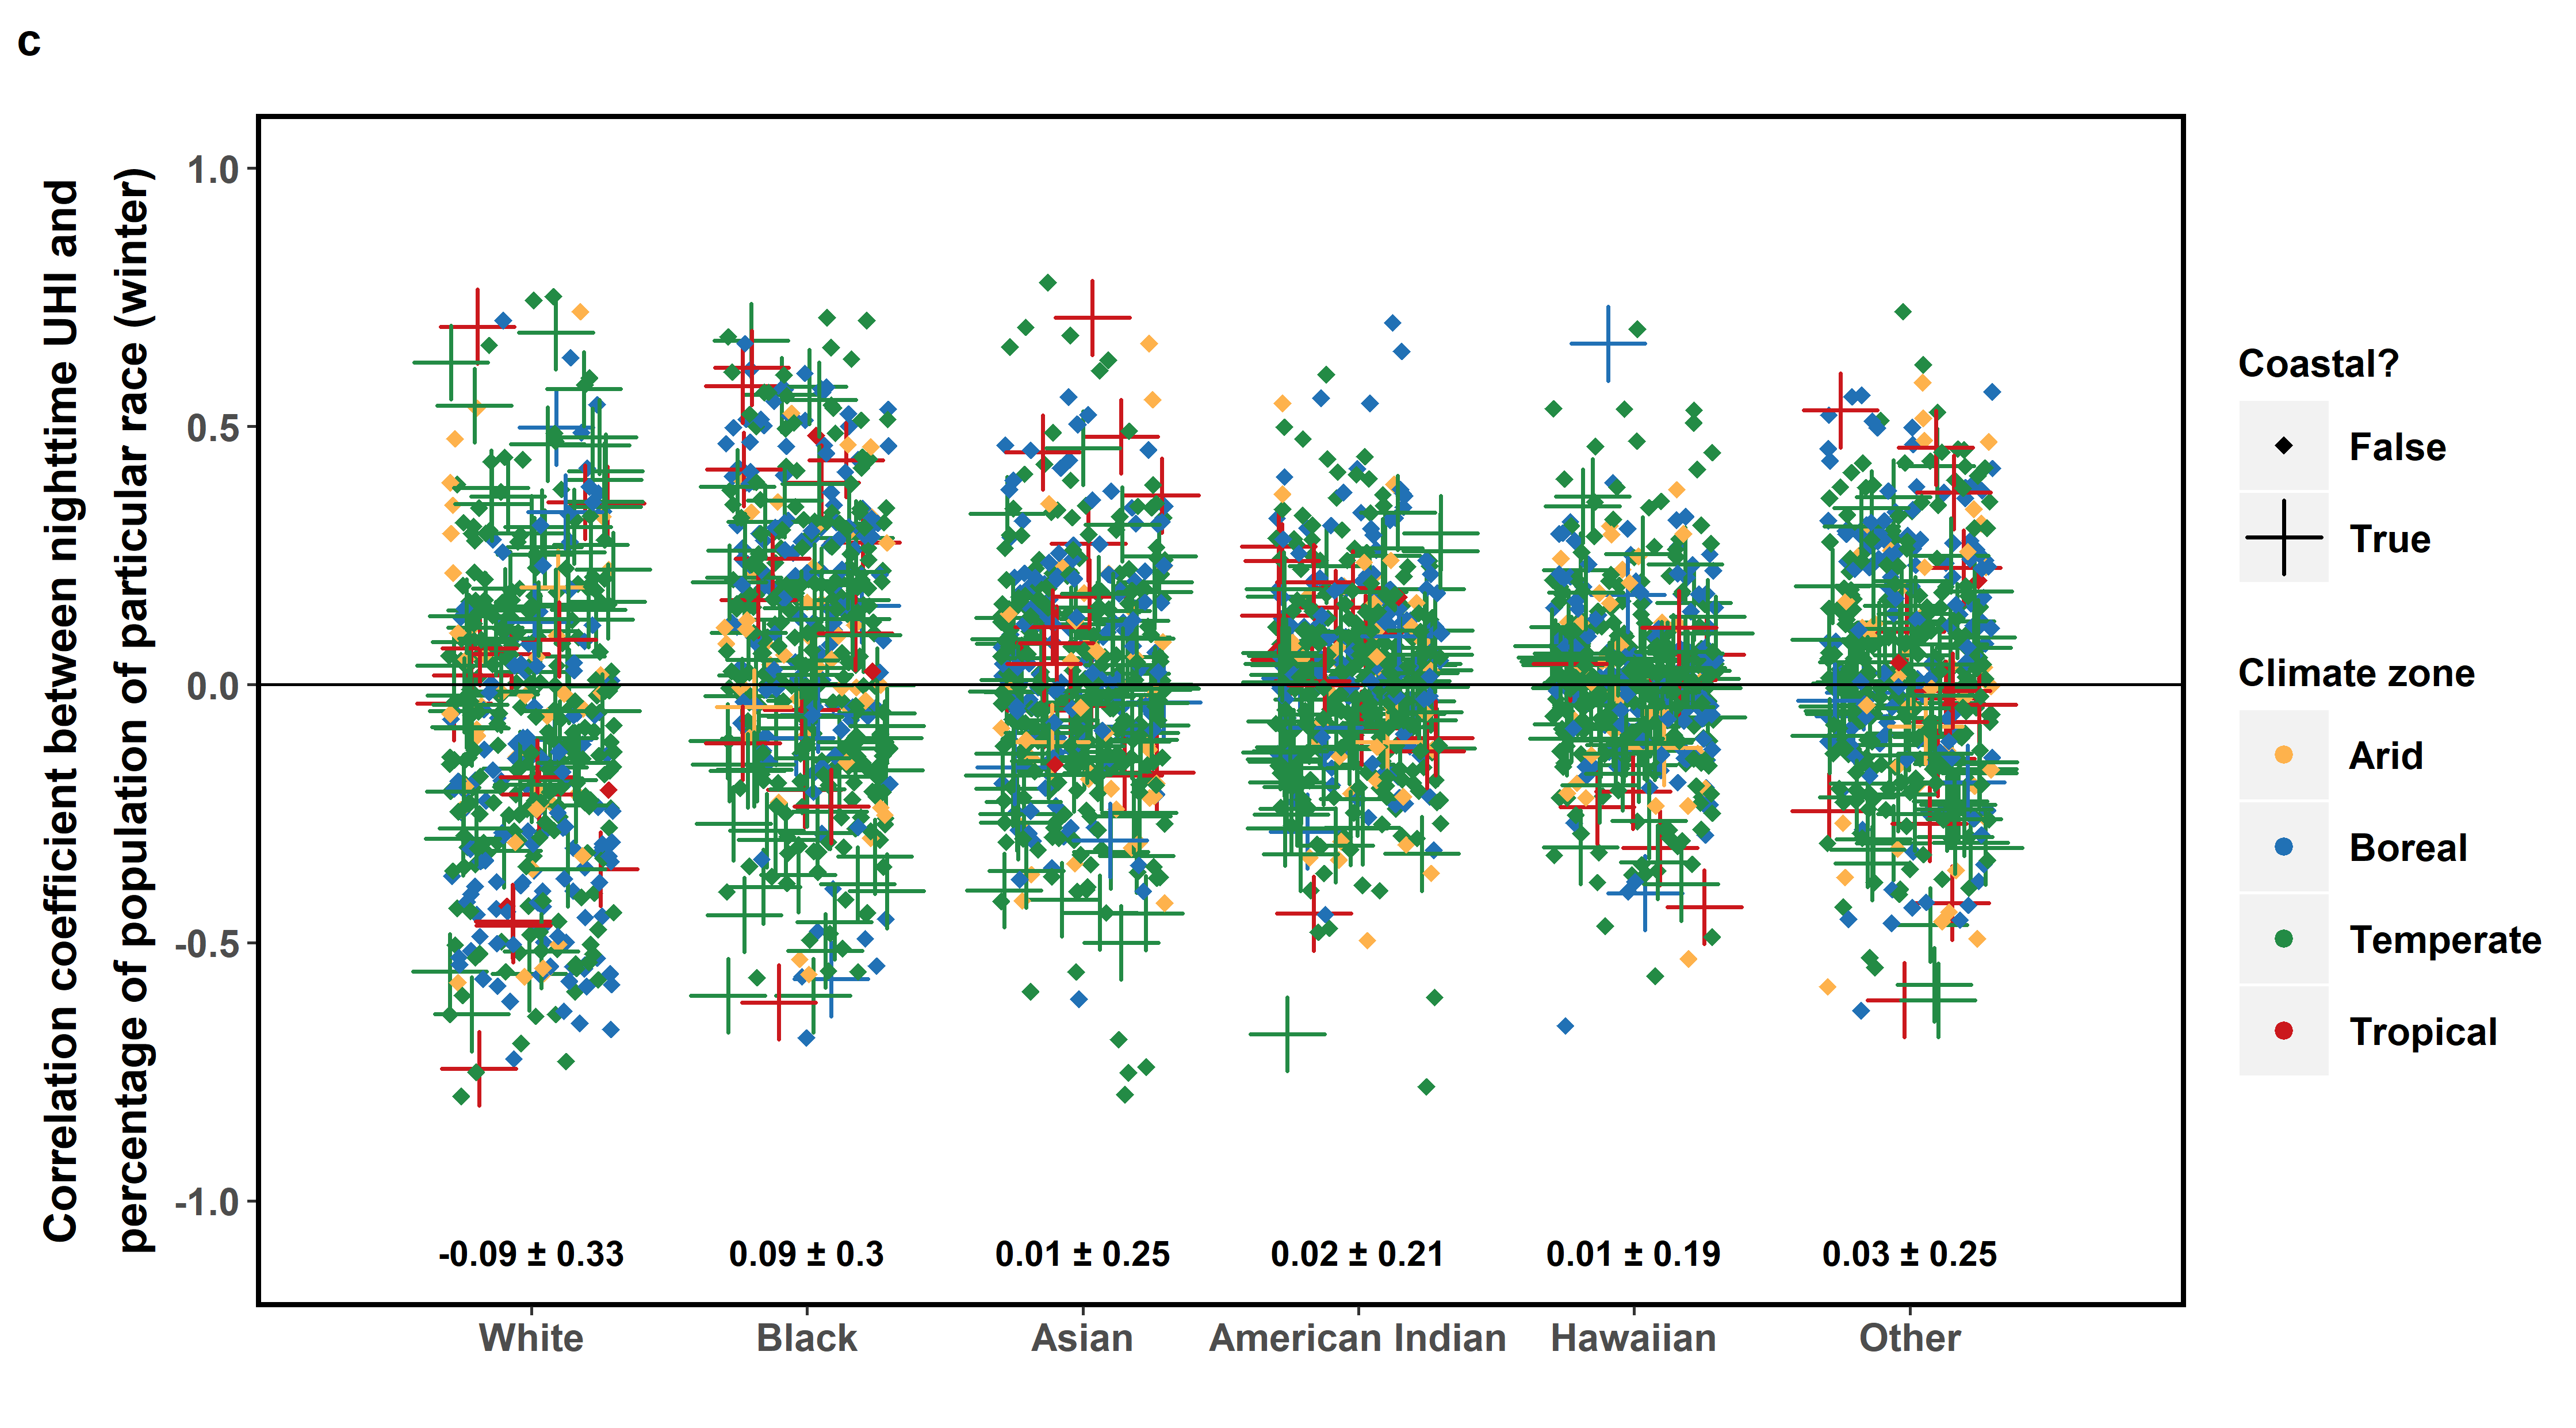 c
Correlation coefficient between nighttime UHI and
percentage of population of particular race (winter)
1.0
0.5
0.0
-0.5
-1.0
-0.09 ± 0.33
0.09 ± 0.3
0.01 ± 0.25
0.02 ± 0.21
0.01 ± 0.19
0.03 ± 0.25
White
Black
Asian
American Indian
Hawaiian
Other
Coastal?
False
True
Climate zone
Arid
Boreal
Temperate
Tropical